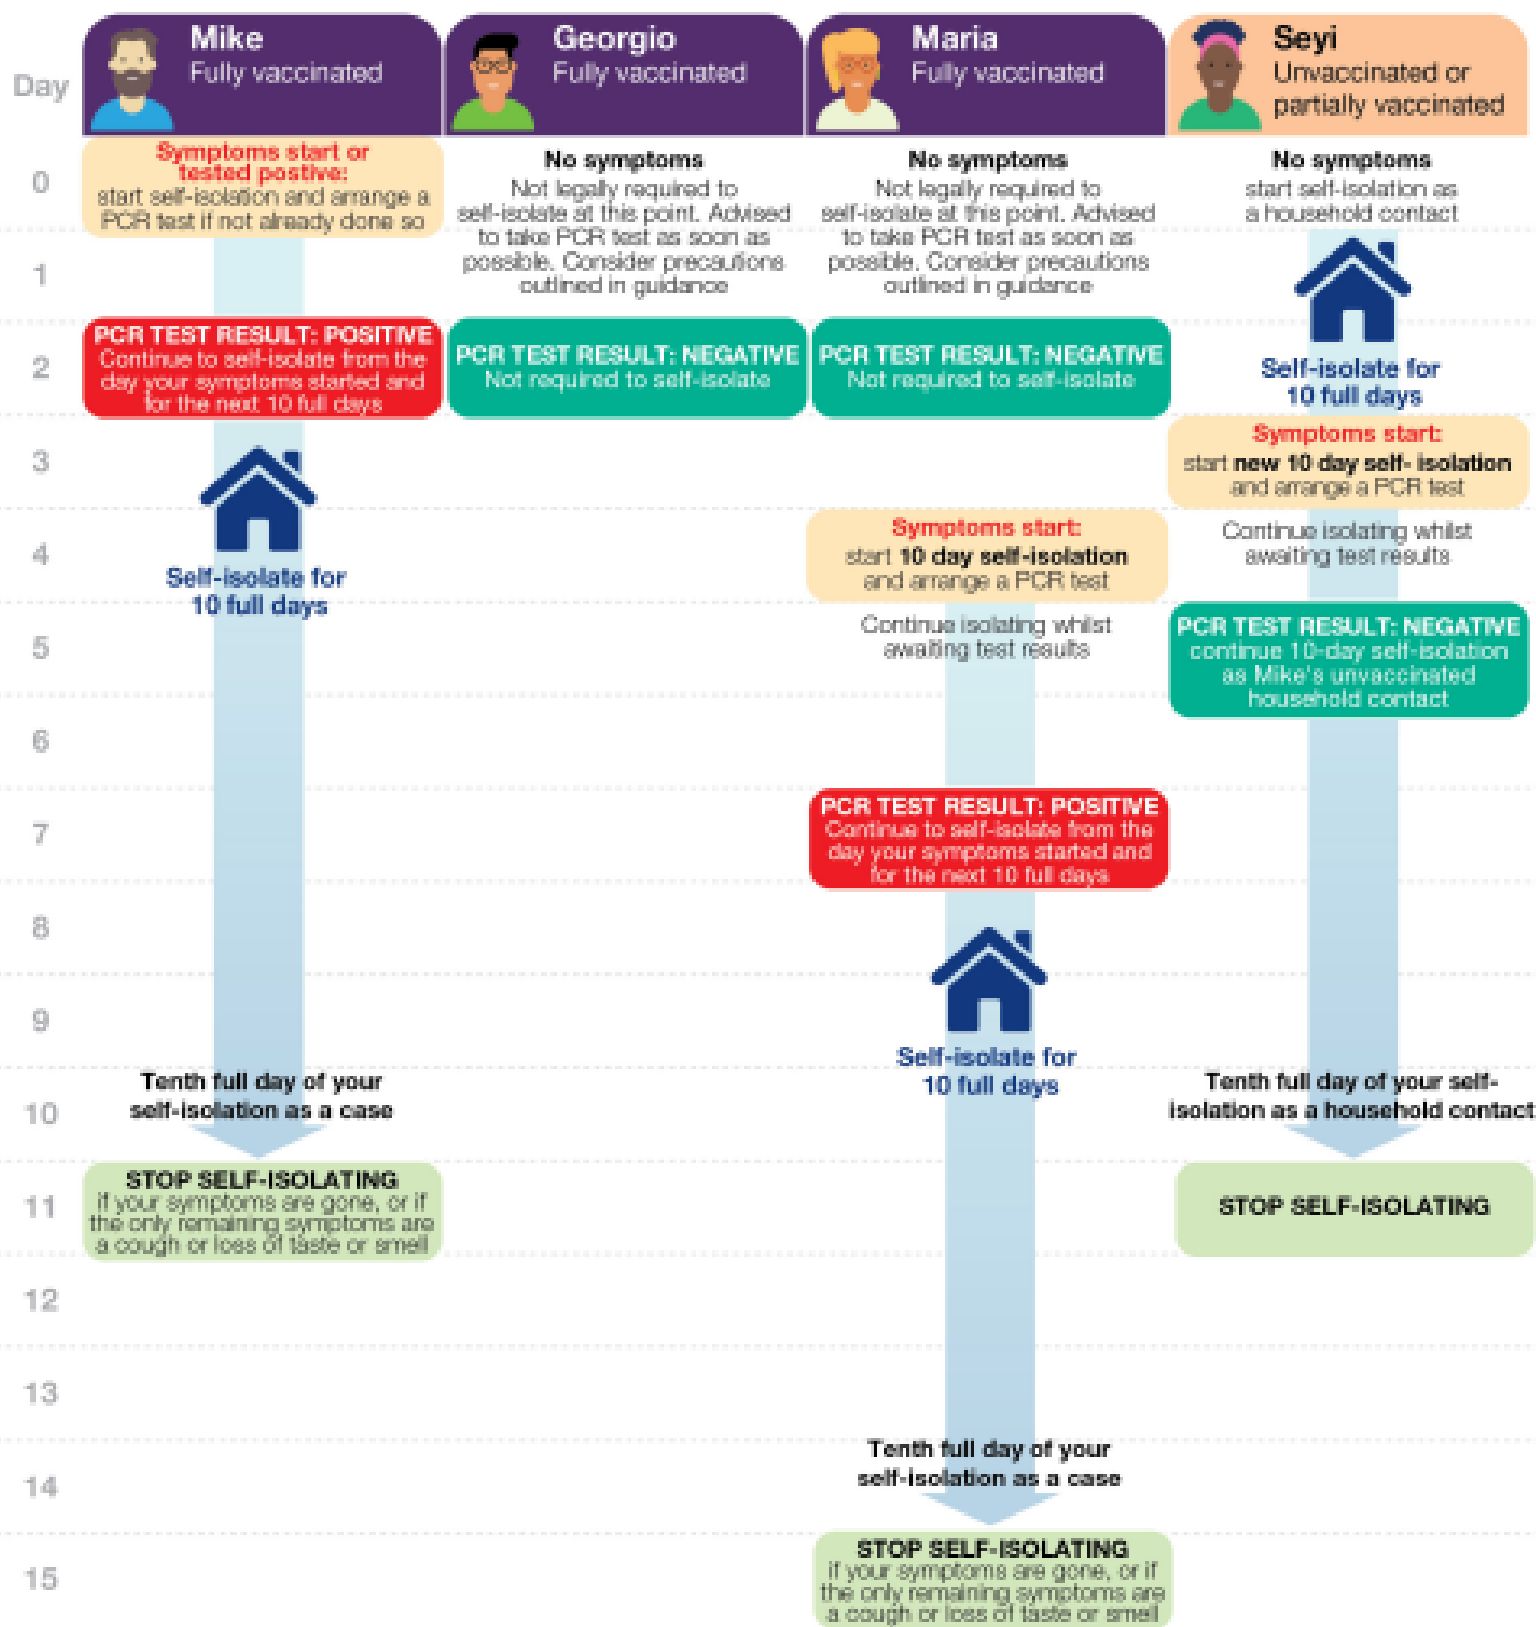 Day
Mike
Fully vaccinated
Georgio
Fully vaccinated
Maria
Fully vaccinated
Seyi
Unvaccinated or
partially vaccinated
0
Symptoms start or
tested postive:
start self-isolation and arrange a
PCR test if not already done so
No symptoms
Not legally required to
self-isolate at this point. Advised
to take PCR test as soon as
possible. Consider precautions
outlined in guidance
No symptoms
Not legally required to
self-isolate at this point. Advised
to take PCR test as soon as
possible. Consider precautions
outlined in guidance
No symptoms
start self-isolation as
a household contact
1
2
PCR TEST RESULT: POSITIVE
Continue to self-isolate from the
day your symptoms started and
for the next 10 full days
PCR TEST RESULT: NEGATIVE
Not required to self-isolate
PCR TEST RESULT: NEGATIVE
Not required to self-isolate
Self-isolate for
10 full days
3
Symptoms start:
start new 10 day self- isolation
and arrange a PCR test
4
Self-isolate for
10 full days
Symptoms start:
start 10 day self-isolation
and arrange a PCR test
Continue isolating whilst
awaiting test results
5
Continue isolating whilst
awaiting test results
PCR TEST RESULT: NEGATIVE
continue 10-day self-isolation
as Mike's unvaccinated
household contact
6
7
PCR TEST RESULT: POSITIVE
Continue to self-isolate from the
day your symptoms started and
for the next 10 full days
8
9
Self-isolate for
10 full days
10
Tenth full day of your
self-isolation as a case
Tenth full day of your self-
isolation as a household contact
11
STOP SELF-ISOLATING
if your symptoms are gone, or if
the only remaining symptoms are
a cough or loss of taste or smell
STOP SELF-ISOLATING
12
13
14
Tenth full day of your
self-isolation as a case
15
STOP SELF-ISOLATING
if your symptoms are gone, or if
the only remaining symptoms are
a cough or loss of taste or smell